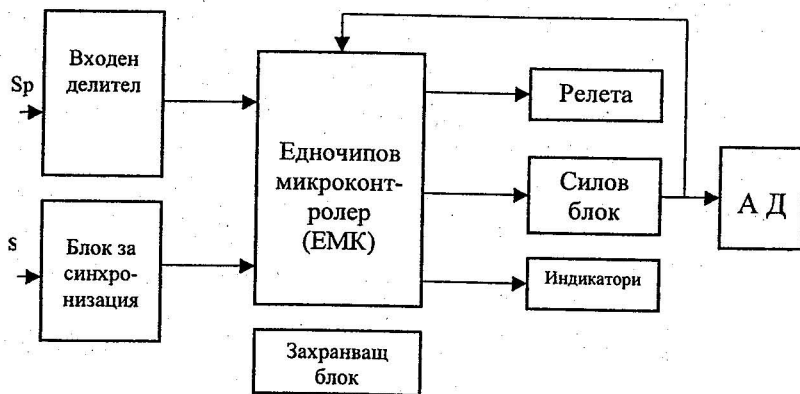 Sp
Входен
делител
s
Блок за
синхро-
низация
Едночипов
микроконт-
ролер
(ЕМК)
Захранващ
блок
Релета
Силов
блок
Индикатори
А Д